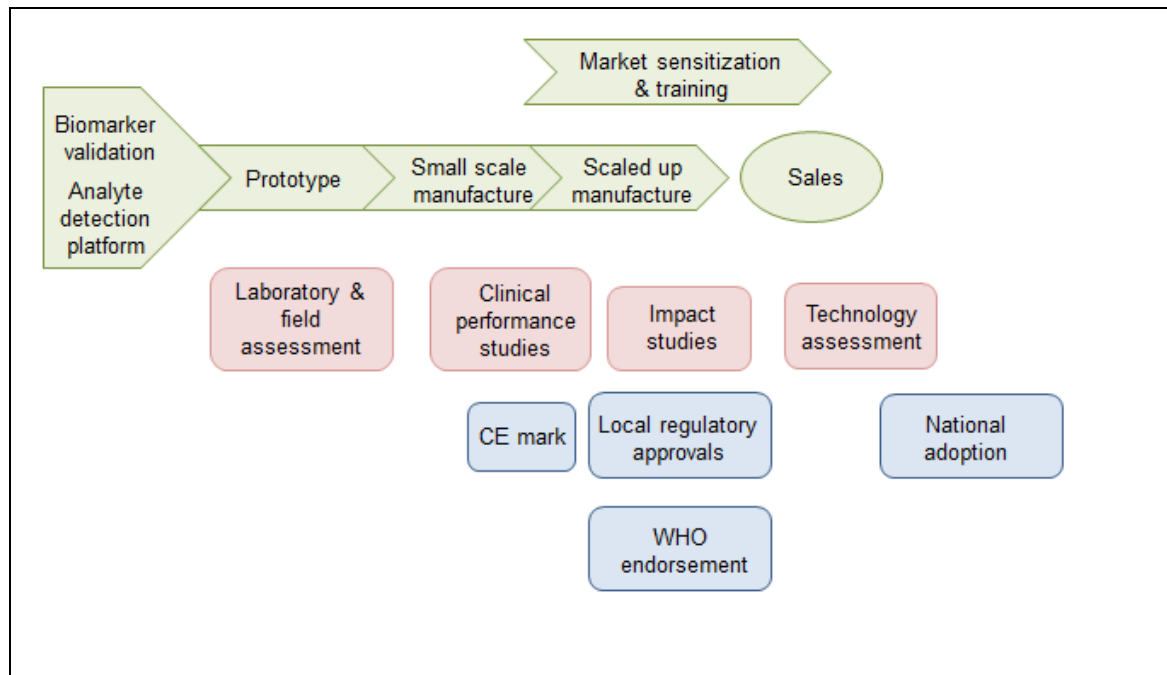 Market sensitization
& training
Biomarker
validation
Analyte
detection
platform
Prototype
Small scale
manufacture
Scaled up
manufacture
Sales
Laboratory &
field
assessment
Clinical
performance
studies
Impact
studies
Technology
assessment
CE mark
Local regulatory
approvals
National
adoption
WHO
endorsement